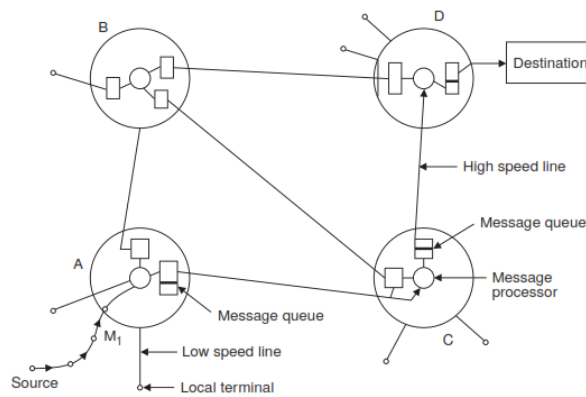 B
D
Destination
High speed line
Message queue
A
Message queue
Message
processor
M1
C
Low speed line
Source
Local terminal